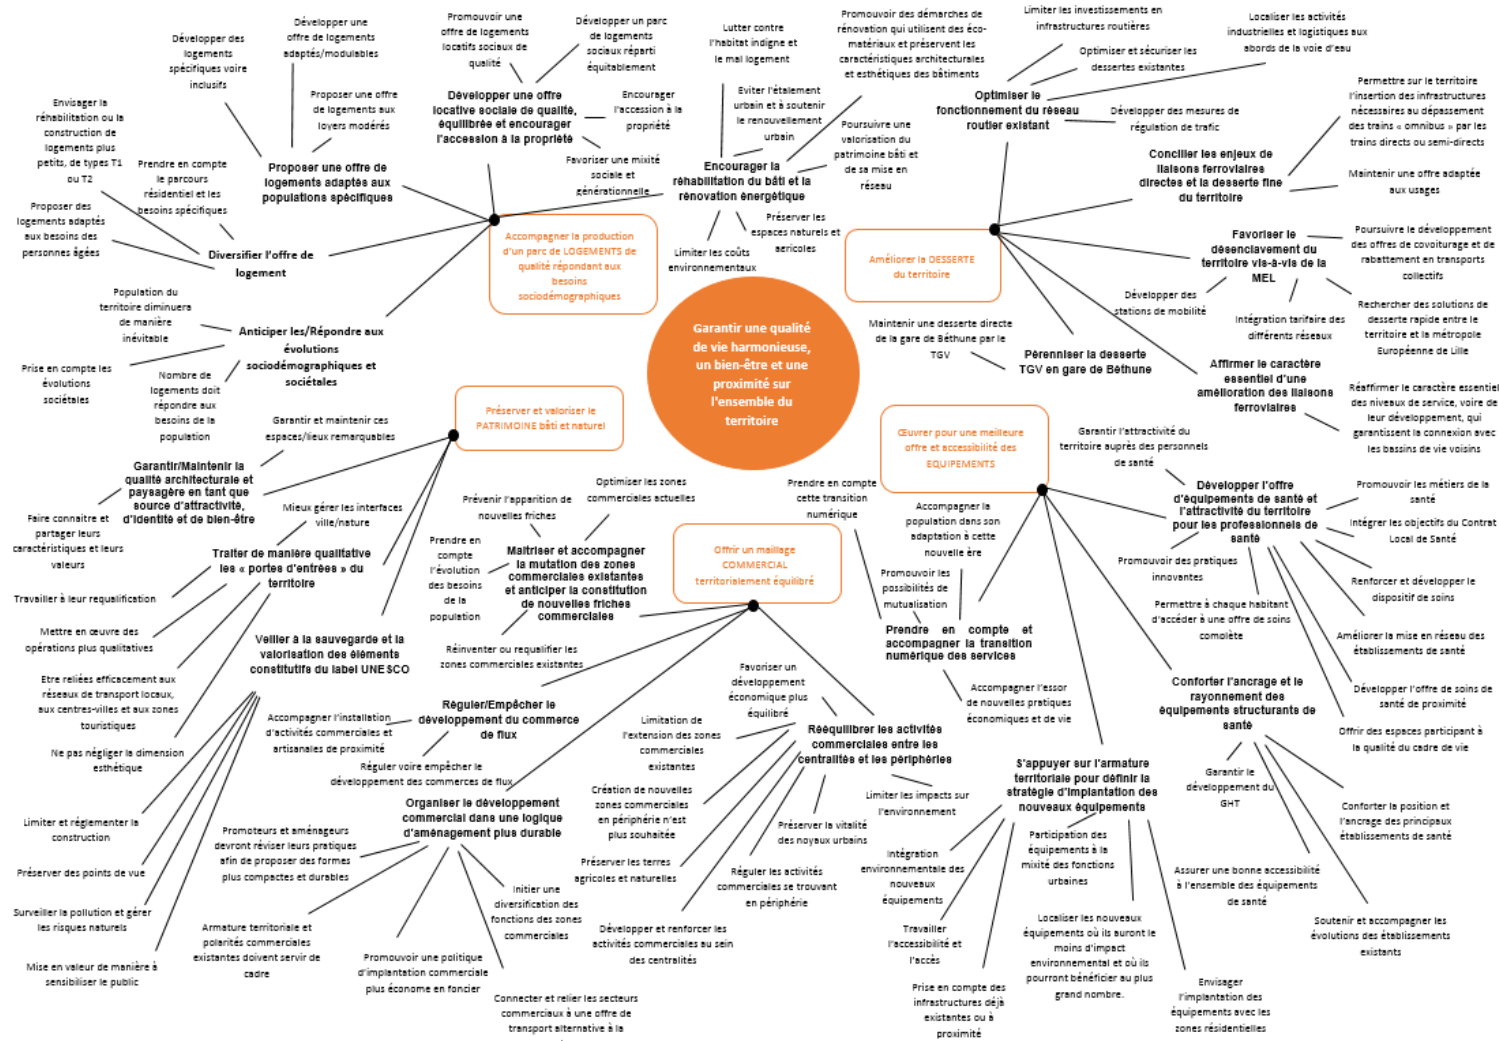 Garantir une qualité
de vie harmonieuse,
un bien-être et une
proximité sur
l'ensemble du
territoire
Accompagner la production
d'un parc de LOGEMENTS de
qualité répondant aux
besoins
sociodémographiques
Développer des
logements
spécifiques voire
inclusifs
Développer une
offre de logements
adaptés/modulables
Proposer une offre
de logements aux
loyers modérés
Proposer une offre de
logements adaptés aux
populations spécifiques
Envisager la
réhabilitation ou la
construction de
logements plus
petits, de types T1
ou T2
Prendre en compte
le parcours
résidentiel et les
besoins spécifiques
Proposer des
logements adaptés
aux besoins des
personnes âgées
Diversifier l'offre de
logement
Population du
territoire diminuera
de manière
inévitable
Prise en compte les
évolutions
sociétales
Nombre de
logements doit
répondre aux
besoins de la
population
Anticiper les/Répondre aux
évolutions
sociodémographiques et
sociétales
Promouvoir une
offre de logements
locatifs sociaux de
qualité
Développer un parc
de logements
sociaux réparti
équitablement
Encourager
l'accession à la
propriété
Favoriser une mixité
sociale et
générationnelle
Développer une offre
locative sociale de qualité,
équilibrée et encourager
l'accession à la propriété
Lutter contre
l'habitat indigne et
le mal logement
Promouvoir des démarches de
rénovation qui utilisent des éco-
matériaux et préservent les
caractéristiques architecturales
et esthétiques des bâtiments
Eviter l'étalement
urbain et à soutenir
le renouvellement
urbain
Poursuivre une
valorisation du
patrimoine bâti et
de sa mise en
réseau
Encourager la
réhabilitation du bâti et la
rénovation énergétique
Préserver les
espaces naturels et
agricoles
Limiter les coûts
environnementaux
Améliorer la DESSERTE
du territoire
Limiter les investissements en
infrastructures routières
Optimiser et sécuriser les
dessertes existantes
Localiser les activités
industrielles et logistiques aux
abords de la voie d'eau
Développer des mesures de
régulation de trafic
Optimiser le
fonctionnement du réseau
routier existant
Permettre sur le territoire
l'insertion des infrastructures
nécessaires au dépassement
des trains « omnibus » par les
trains directs ou semi-directs
Maintenir une offre adaptée
aux usages
Concilier les enjeux de
liaisons ferroviaires
directes et la desserte fine
du territoire
Favoriser le
désenclavement du
territoire vis-à-vis de la
MEL
Poursuivre le développement
des offres de covoiturage et de
rabattement en transports
collectifs
Développer des
stations de mobilité
Intégration tarifaire des
différents réseaux
Rechercher des solutions de
desserte rapide entre le
territoire et la métropole
Européenne de Lille
Maintenir une desserte directe
de la gare de Béthune par le
TGV
Pérenniser la desserte
TGV en gare de Béthune
Affirmer le caractère
essentiel d'une
amélioration des liaisons
ferroviaires
Réaffirmer le caractère essentiel
des niveaux de service, voire de
leur développement, qui
garantissent la connexion avec
les bassins de vie voisins
Préserver et valoriser le
PATRIMOINE bâti et naturel
Garantir et maintenir ces
espaces/lieux remarquables
Garantir/Maintenir la
qualité architecturale et
paysagère en tant que
source d'attractivité,
d'identité et de bien-être
Faire connaitre et
partager leurs
caractéristiques et leurs
valeurs
Mieux gérer les interfaces
ville/nature
Traiter de manière qualitative
les « portes d'entrées » du
territoire
Travailler à leur requalification
Mettre en œuvre des
opérations plus qualitatives
Etre reliées efficacement aux
réseaux de transport locaux,
aux centres-villes et aux zones
touristiques
Ne pas négliger la dimension
esthétique
Veiller à la sauvegarde et la
valorisation des éléments
constitutifs du label UNESCO
Limiter et réglémenter la
construction
Préserver des points de vue
Surveiller la pollution et gérer
les risques naturels
Mise en valeur de manière à
sensibiliser le public
Offrir un maillage
COMMERCIAL
territorialement équilibré
Prévenir l'apparition de
nouvelles friches
Optimiser les zones
commerciales actuelles
Prendre en
compte
l'évolution
des besoins
de la
population
Maitriser et accompagner
la mutation des zones
commerciales existantes
et anticiper la constitution
de nouvelles friches
commerciales
Réinventer ou requalifier les
zones commerciales existantes
Réguler/Empêcher le
développement du commerce
de flux
Accompagner l'installation
d'activités commerciales et
artisanales de proximité
Réguler voire empêcher le
développement des commerces de flux
Organiser le développement
commercial dans une logique
d'aménagement plus durable
Promoteurs et aménageurs
devront réviser leurs pratiques
afin de proposer des formes
plus compactes et durables
Armature territoriale et
polarités commerciales
existantes doivent servir de
cadre
Promouvoir une politique
d'implantation commerciale
plus économe en foncier
Initier une
diversification des
fonctions des zones
commerciales
Connecter et relier les secteurs
commerciaux à une offre de
transport alternative à la
Favoriser un
développement
économique plus
équilibré
Limitation de
l'extension des zones
commerciales
existantes
Création de nouvelles
zones commerciales
en périphérie n'est
plus souhaitée
Préserver les terres
agricoles et naturelles
Développer et renforcer les
activités commerciales au sein
des centralités
Rééquilibrer les activités
commerciales entre les
centralités et les périphéries
Réguler les activités
commerciales se trouvant
en périphérie
Préserver la vitalité
des noyaux urbains
Limiter les impacts sur
l'environnement
Œuvrer pour une meilleure
offre et accessibilité des
EQUIPEMENTS
Prendre en compte
cette transition
numérique
Accompagner la
population dans son
adaptation à cette
nouvelle ère
Promouvoir les
possibilités de
mutualisation
Prendre en compte et
accompagner la transition
numérique des services
Accompagner l'essor
de nouvelles pratiques
économiques et de vie
Garantir l'attractivité du
territoire auprès des personnels
de santé
Développer l'offre
d'équipements de santé et
l'attractivité du territoire
pour les professionnels de
santé
Promouvoir les métiers de la
santé
Intégrer les objectifs du Contrat
Local de Santé
Promouvoir des pratiques
innovantes
Renforcer et développer le
dispositif de soins
Permettre à chaque habitant
d'accéder à une offre de soins
complète
Améliorer la mise en réseau des
établissements de santé
Développer l'offre de soins de
santé de proximité
Offrir des espaces participant à
la qualité du cadre de vie
Conforter l'ancrage et le
rayonnement des
équipements structurants de
santé
Garantir le
développement du
GHT
Conforter la position et
l'ancrage des principaux
établissements de santé
Assurer une bonne accessibilité
à l'ensemble des équipements
de santé
Soutenir et accompagner les
évolutions des établissements
existants
S'appuyer sur l'armature
territoriale pour définir la
stratégie d'implantation des
nouveaux équipements
Intégration
environnementale des
nouveaux
équipements
Travailler
l'accessibilité et
l'accès
Prise en compte des
infrastructures déjà
existantes ou à
proximité
Participation des
équipements à la
mixité des fonctions
urbaines
Localiser les nouveaux
équipements où ils auront le
moins d'impact
environnemental et où ils
pourront bénéficier au plus
grand nombre.
Envisager
l'implantation des
équipements avec les
zones résidentielles